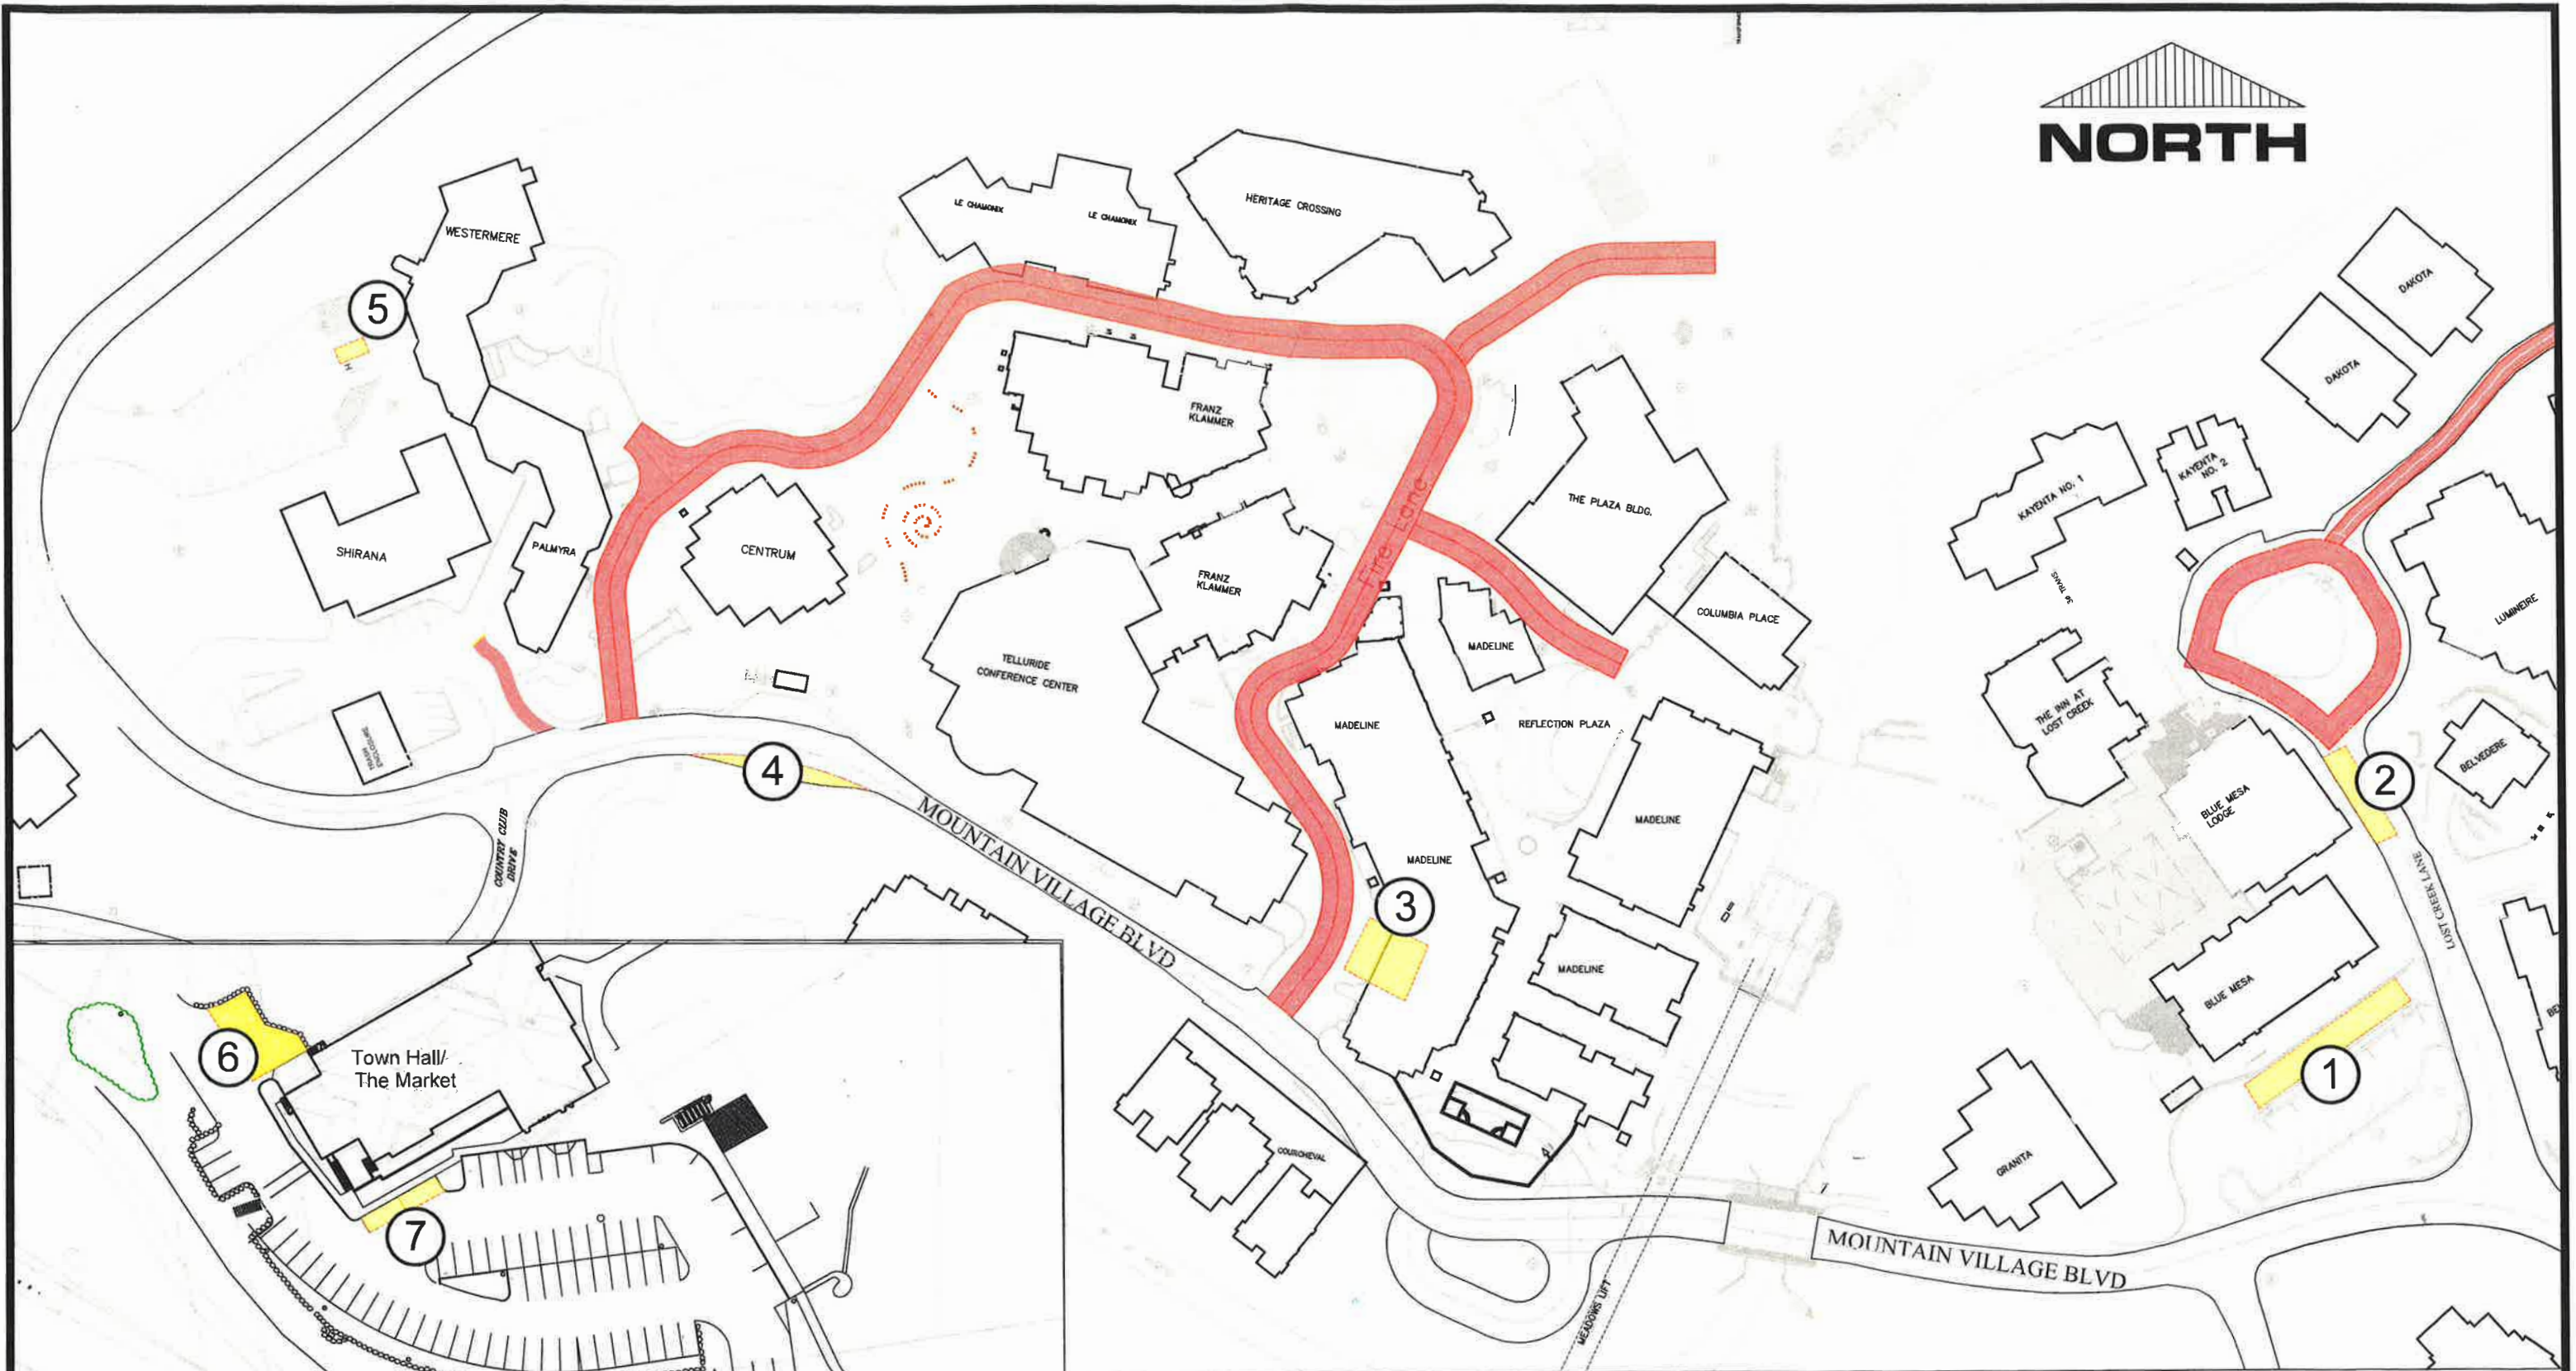 NORTH
WESTERMERE
LE CHAMONIX
LE CHAMONIX
HERITAGE CROSSING
DAKOTA
DAKOTA
5
FRANZ
KLAMMER
KAYENTA NO. 1
KAYENTA
NO. 2
THE PLAZA BLDG.
Fire Lane
SHIRANA
PALMYRA
CENTRUM
FRANZ
KLAMMER
COLUMBIA PLACE
LUMINEIRE
TELLURIDE
CONFERENCE CENTER
MADELINE
MADELINE
REFLECTION PLAZA
THE INN AT
LOST CREEK
BELVEDERE
TRASH
ENCLOSURE
4
2
BLUE MESA
LODGE
MADELINE
MADELINE
COUNTRY CLUB
DRIVE
MOUNTAIN VILLAGE BLVD
3
LOST CREEK LANE
MADELINE
BLUE MESA
1
6
Town Hall/
The Market
7
COURCHEVAL
GRANITA
MOUNTAIN VILLAGE BLVD
MEADOWS LIFT